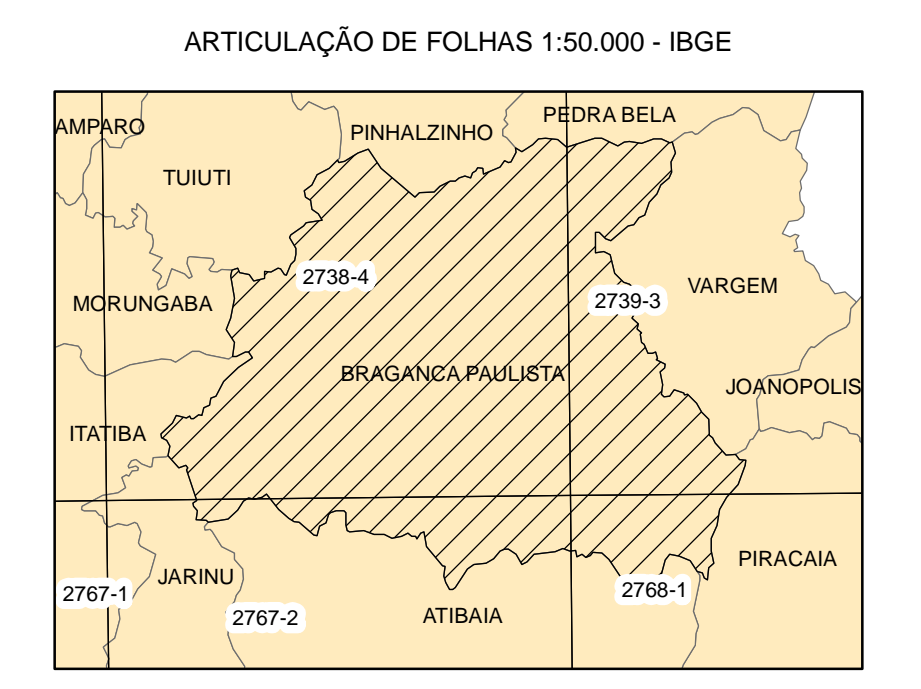 ARTICULAÇÃO DE FOLHAS 1:50.000 - IBGE
PEDRA BELA
AMPARO
PINHALZINHO
TUIUTI
2738-4
VARGEM
MORUNGABA
2739-3
BRAGANCA PAULISTA
JOANOPOLIS
ITATIBA
PIRACAIA
JARINU
2767-1
2768-1
2767-2
ATIBAIA